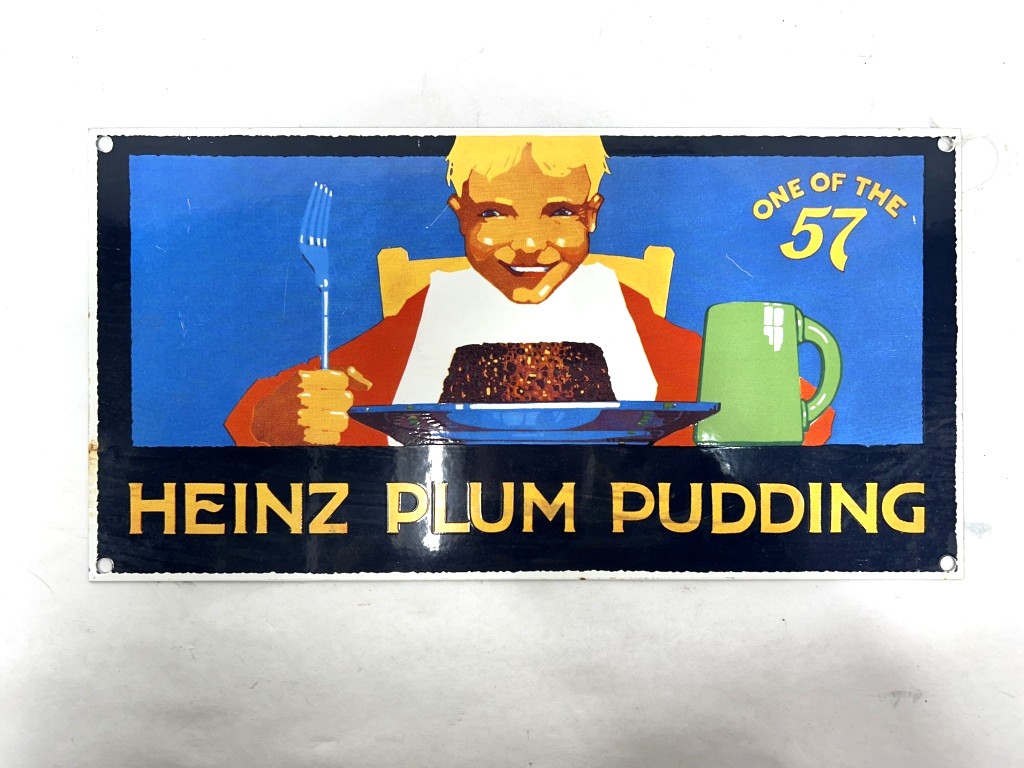 ONE OF THE
57
HEINZ PLUM PUDDING